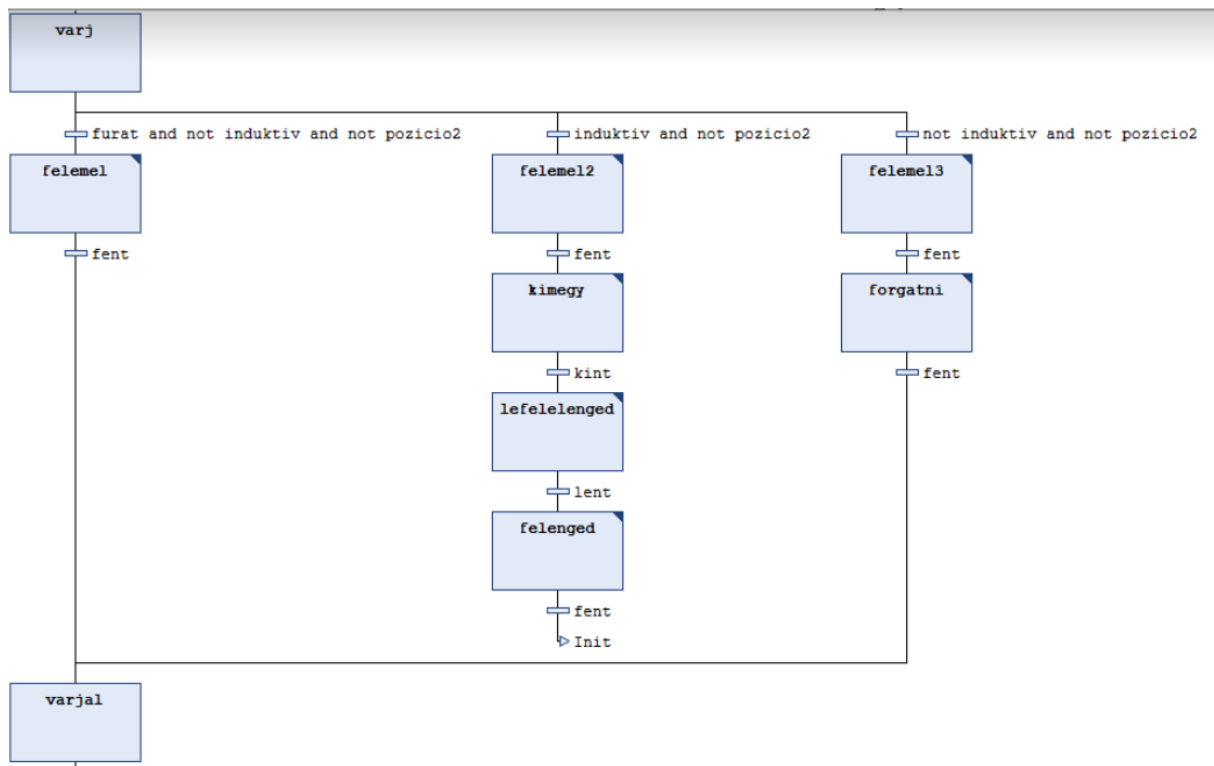 varj
furat and not induktiv and not pozicio2
induktiv and not pozicio2
not induktiv and not pozicio2
felemel
felemel2
felemel3
fent
fent
fent
kimegy
forgatni
kint
fent
lefelelenged
lent
felenged
fent
Init
varjal